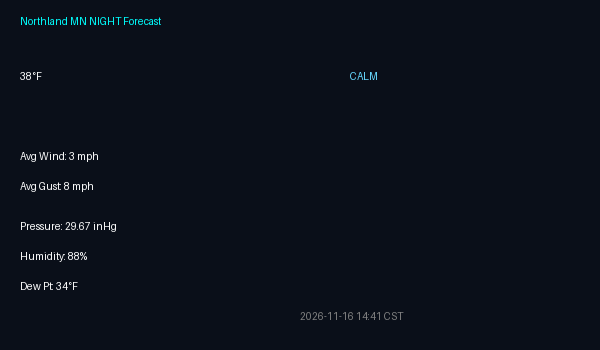 Northland MN NIGHT Forecast
38°F
CALM
Avg Wind: 3 mph
Avg Gust: 8 mph
Pressure: 29.67 inHg
Humidity: 88%
Dew Pt: 34°F
2026-11-16 14:41 CST